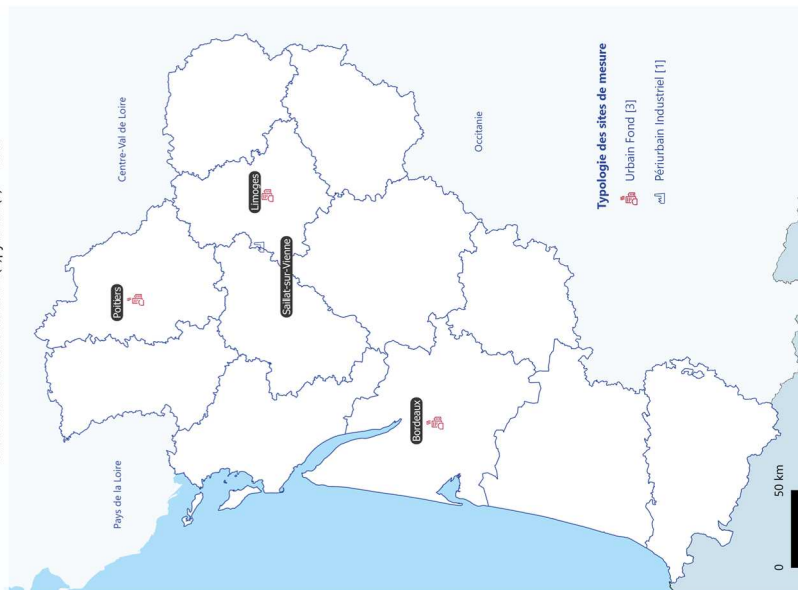 Centre-Val de Loire
Pays de la Loire
Poitiers
Limoges
Saillat-sur-Vienne
Bordeaux
Occitanie
Typologie des sites de mesure
Urbain Fond [3]
Périurbain Industriel [1]
0 50 km